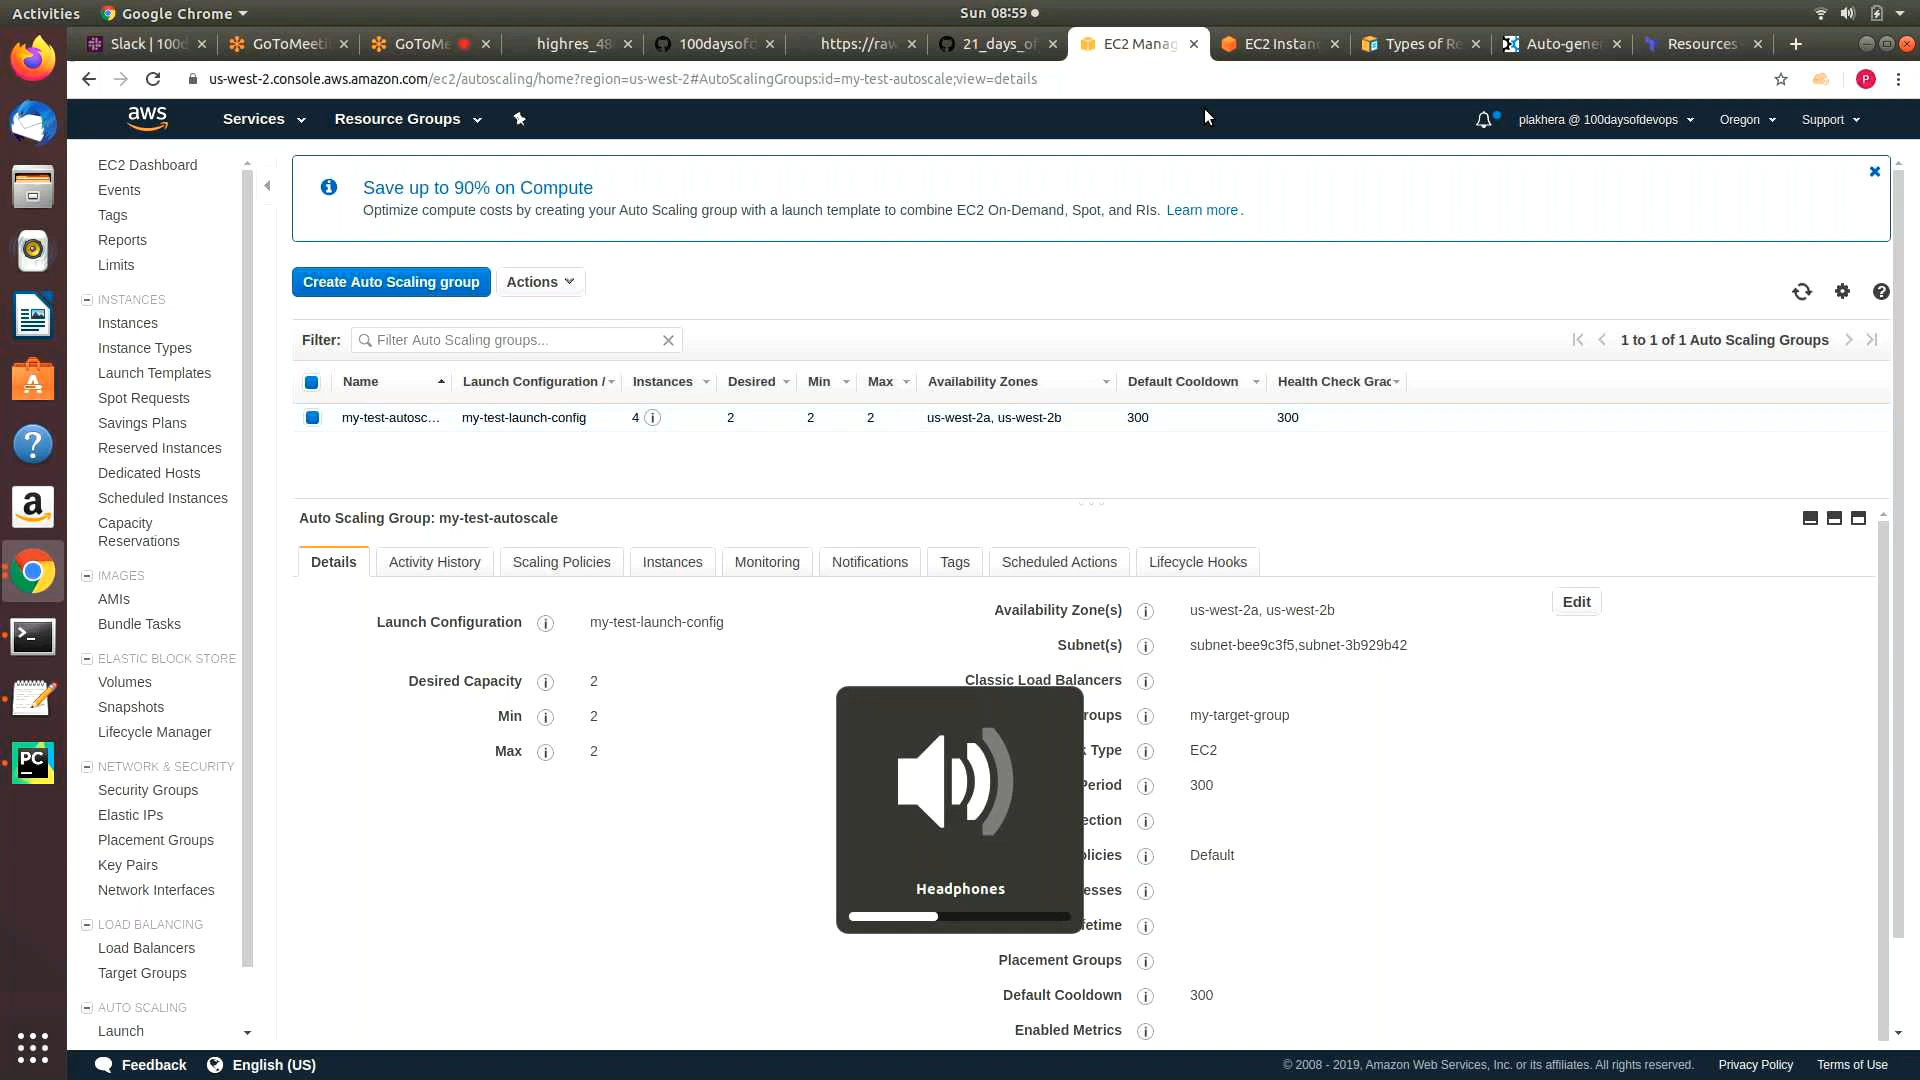 Activities
Google Chrome
Sun 08:59
Slack | 100d
GoToMeeti
GoToMe
highres_48
100daysofd
https://raw
21_days_of
EC2 Manag
EC2 Instan
Types of Re
Auto-gener
Resources
us-west-2.console.aws.amazon.com/ec2/autoscaling/home?region=us-west-2#AutoScalingGroups:id=my-test-autoscale;view=details
P
aws
Services
Resource Groups
plakhera @ 100daysofdevops
Oregon
Support
EC2 Dashboard
Events
Tags
Reports
Limits
INSTANCES
Instances
Instance Types
Launch Templates
Spot Requests
Savings Plans
Reserved Instances
Dedicated Hosts
Scheduled Instances
Capacity
Reservations
IMAGES
AMIs
Bundle Tasks
ELASTIC BLOCK STORE
Volumes
Snapshots
Lifecycle Manager
NETWORK & SECURITY
Security Groups
Elastic IPs
Placement Groups
Key Pairs
Network Interfaces
LOAD BALANCING
Load Balancers
Target Groups
AUTO SCALING
Launch
Save up to 90% on Compute
Optimize compute costs by creating your Auto Scaling group with a launch template to combine EC2 On-Demand, Spot, and RIs. Learn more.
Create Auto Scaling group
Actions
Filter:
Filter Auto Scaling groups...
1 to 1 of 1 Auto Scaling Groups
Name
Launch Configuration /
Instances
Desired
Min
Max
Availability Zones
Default Cooldown
Health Check Grac
my-test-autosc...
my-test-launch-config
4
2
2
2
us-west-2a, us-west-2b
300
300
Auto Scaling Group: my-test-autoscale
Details
Activity History
Scaling Policies
Instances
Monitoring
Notifications
Tags
Scheduled Actions
Lifecycle Hooks
Edit
Launch Configuration
my-test-launch-config
Desired Capacity
2
Min
2
Max
2
Availability Zone(s)
us-west-2a, us-west-2b
Subnet(s)
subnet-bee9c3f5,subnet-3b929b42
Classic Load Balancers
roups
my-target-group
k Type
EC2
Period
300
ection
olicies
Default
esses
fetime
Placement Groups
Default Cooldown
300
Enabled Metrics
Headphones
PC
Feedback
English (US)
© 2008 - 2019, Amazon Web Services, Inc. or its affiliates. All rights reserved.
Privacy Policy
Terms of Use